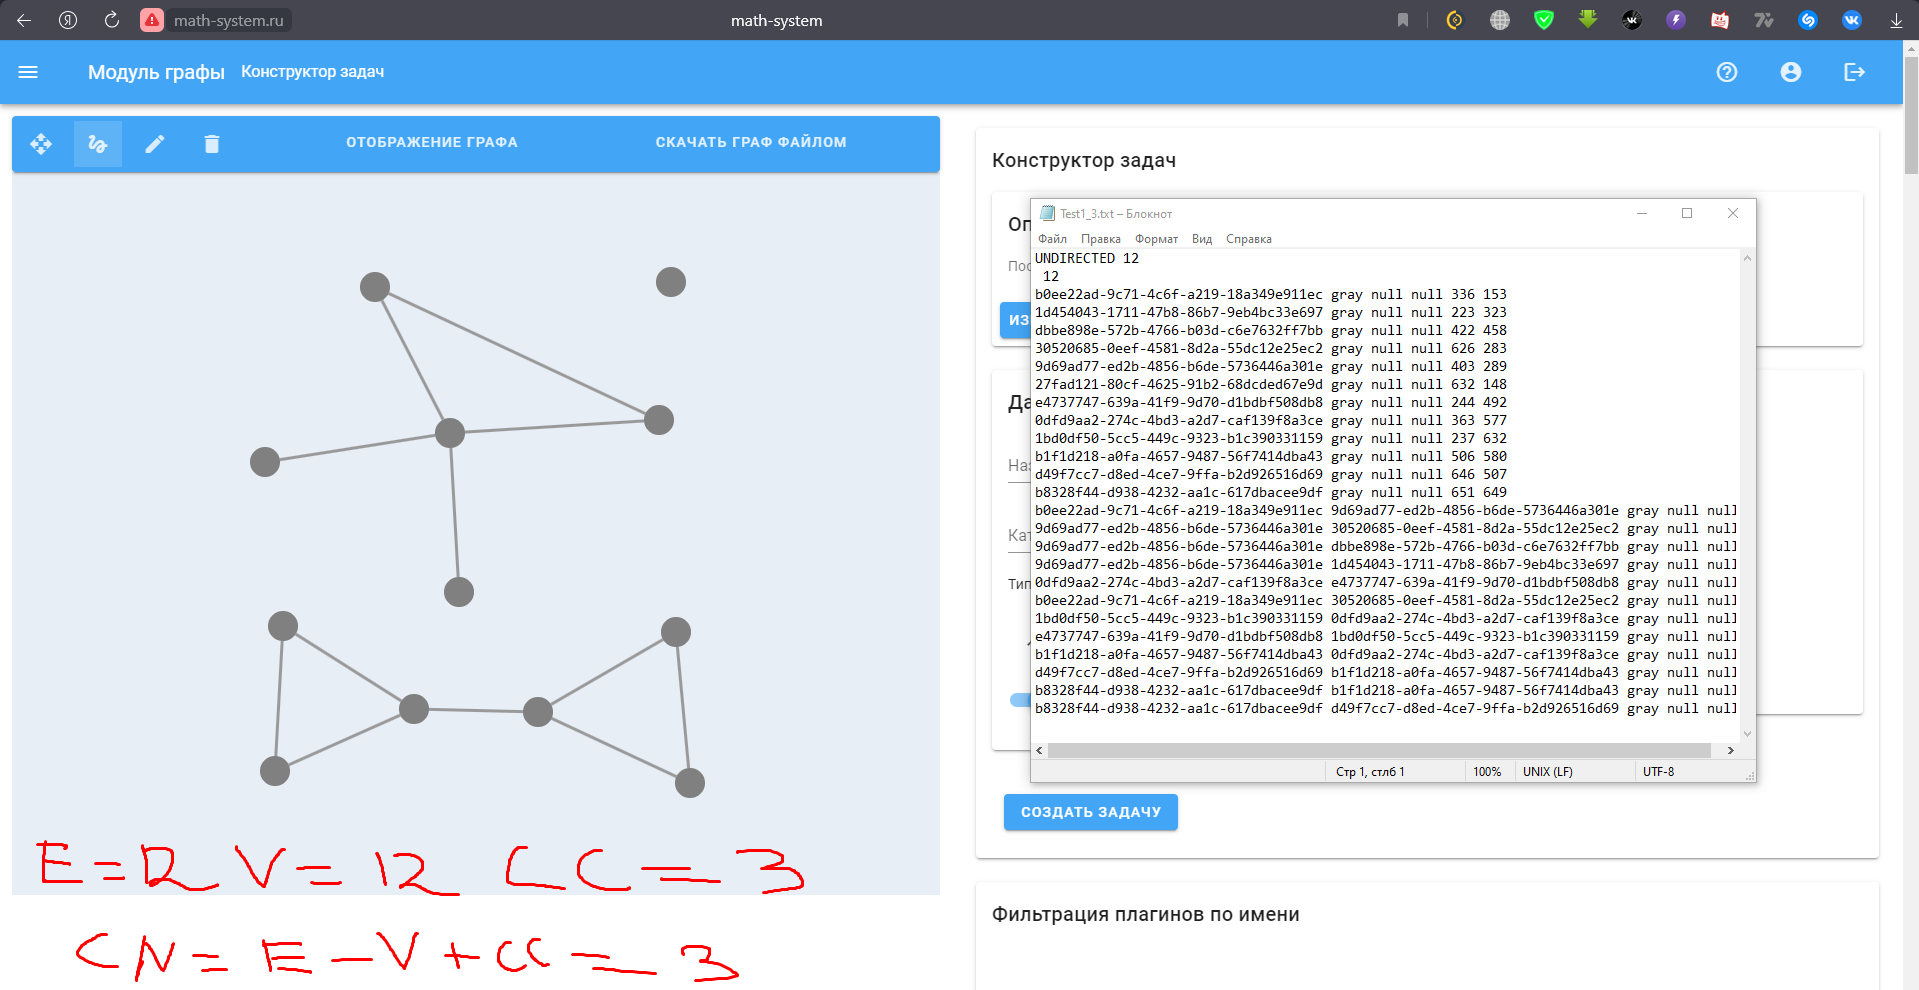 math-system.ru
math-system
Модуль графы Конструктор задач
ОТОБРАЖЕНИЕ ГРАФА СКАЧАТЬ ГРАФ ФАЙЛОМ
E=12 V=12 CC=3
CN=E-V+CC=3
Конструктор задач
Оп
Пос
ИЗ
Да
Наз
Кат
Тип
Test1_3.txt – Блокнот
Файл Правка Формат Вид Справка
UNDIRECTED 12
12
b0ee22ad-9c71-4c6f-a219-18a349e911ec gray null null 336 153
1d454043-1711-47b8-86b7-9eb4bc33e697 gray null null 223 323
dbbe898e-572b-4766-b03d-c6e7632ff7bb gray null null 422 458
30520685-0eef-4581-8d2a-55dc12e25ec2 gray null null 626 283
9d69ad77-ed2b-4856-b6de-5736446a301e gray null null 403 289
27fad121-80cf-4625-91b2-68dcded67e9d gray null null 632 148
e4737747-639a-41f9-9d70-d1bdbf508db8 gray null null 244 492
0dfd9aa2-274c-4bd3-a2d7-caf139f8a3ce gray null null 363 577
1bd0df50-5cc5-449c-9323-b1c390331159 gray null null 237 632
b1f1d218-a0fa-4657-9487-56f7414dba43 gray null null 506 580
d49f7cc7-d8ed-4ce7-9ffa-b2d926516d69 gray null null 646 507
b8328f44-d938-4232-aa1c-617dbacee9df gray null null 651 649
b0ee22ad-9c71-4c6f-a219-18a349e911ec 9d69ad77-ed2b-4856-b6de-5736446a301e gray null null
9d69ad77-ed2b-4856-b6de-5736446a301e 30520685-0eef-4581-8d2a-55dc12e25ec2 gray null null
9d69ad77-ed2b-4856-b6de-5736446a301e dbbe898e-572b-4766-b03d-c6e7632ff7bb gray null null
9d69ad77-ed2b-4856-b6de-5736446a301e 1d454043-1711-47b8-86b7-9eb4bc33e697 gray null null
0dfd9aa2-274c-4bd3-a2d7-caf139f8a3ce e4737747-639a-41f9-9d70-d1bdbf508db8 gray null null
b0ee22ad-9c71-4c6f-a219-18a349e911ec 30520685-0eef-4581-8d2a-55dc12e25ec2 gray null null
1bd0df50-5cc5-449c-9323-b1c390331159 0dfd9aa2-274c-4bd3-a2d7-caf139f8a3ce gray null null
e4737747-639a-41f9-9d70-d1bdbf508db8 1bd0df50-5cc5-449c-9323-b1c390331159 gray null null
b1f1d218-a0fa-4657-9487-56f7414dba43 0dfd9aa2-274c-4bd3-a2d7-caf139f8a3ce gray null null
d49f7cc7-d8ed-4ce7-9ffa-b2d926516d69 b1f1d218-a0fa-4657-9487-56f7414dba43 gray null null
b8328f44-d938-4232-aa1c-617dbacee9df b1f1d218-a0fa-4657-9487-56f7414dba43 gray null null
b8328f44-d938-4232-aa1c-617dbacee9df d49f7cc7-d8ed-4ce7-9ffa-b2d926516d69 gray null null
Стр 1, стлб 1 100% UNIX (LF) UTF-8
СОЗДАТЬ ЗАДАЧУ
Фильтрация плагинов по имени